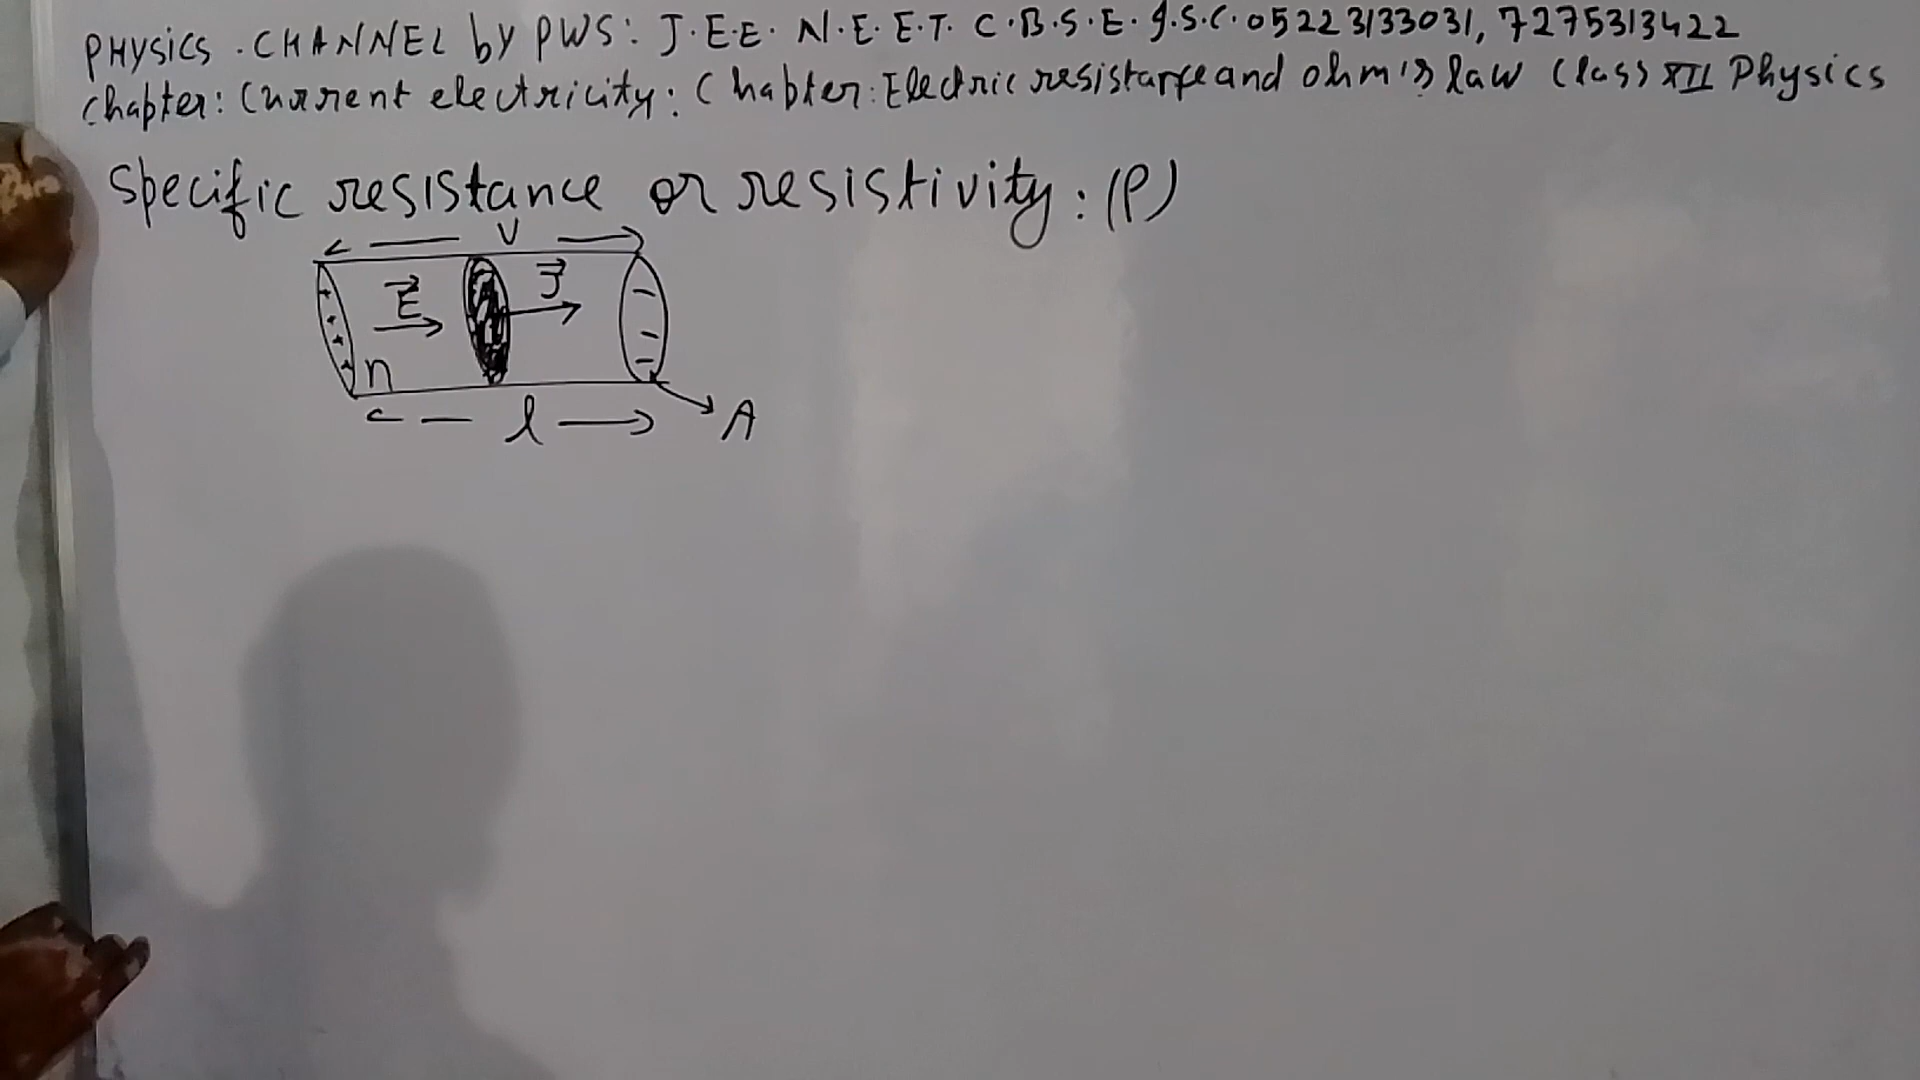 PHYSICS . CHANNEL by PWS: J.E.E. N.E.E.T. C.B.S.E. I.S.C. 05223133031, 7275313422
Chapter: Current electricity: Chapter: Electric resistance and ohm's law Class XII Physics
Specific resistance or resistivity: (ρ)
V
E J
n
l A